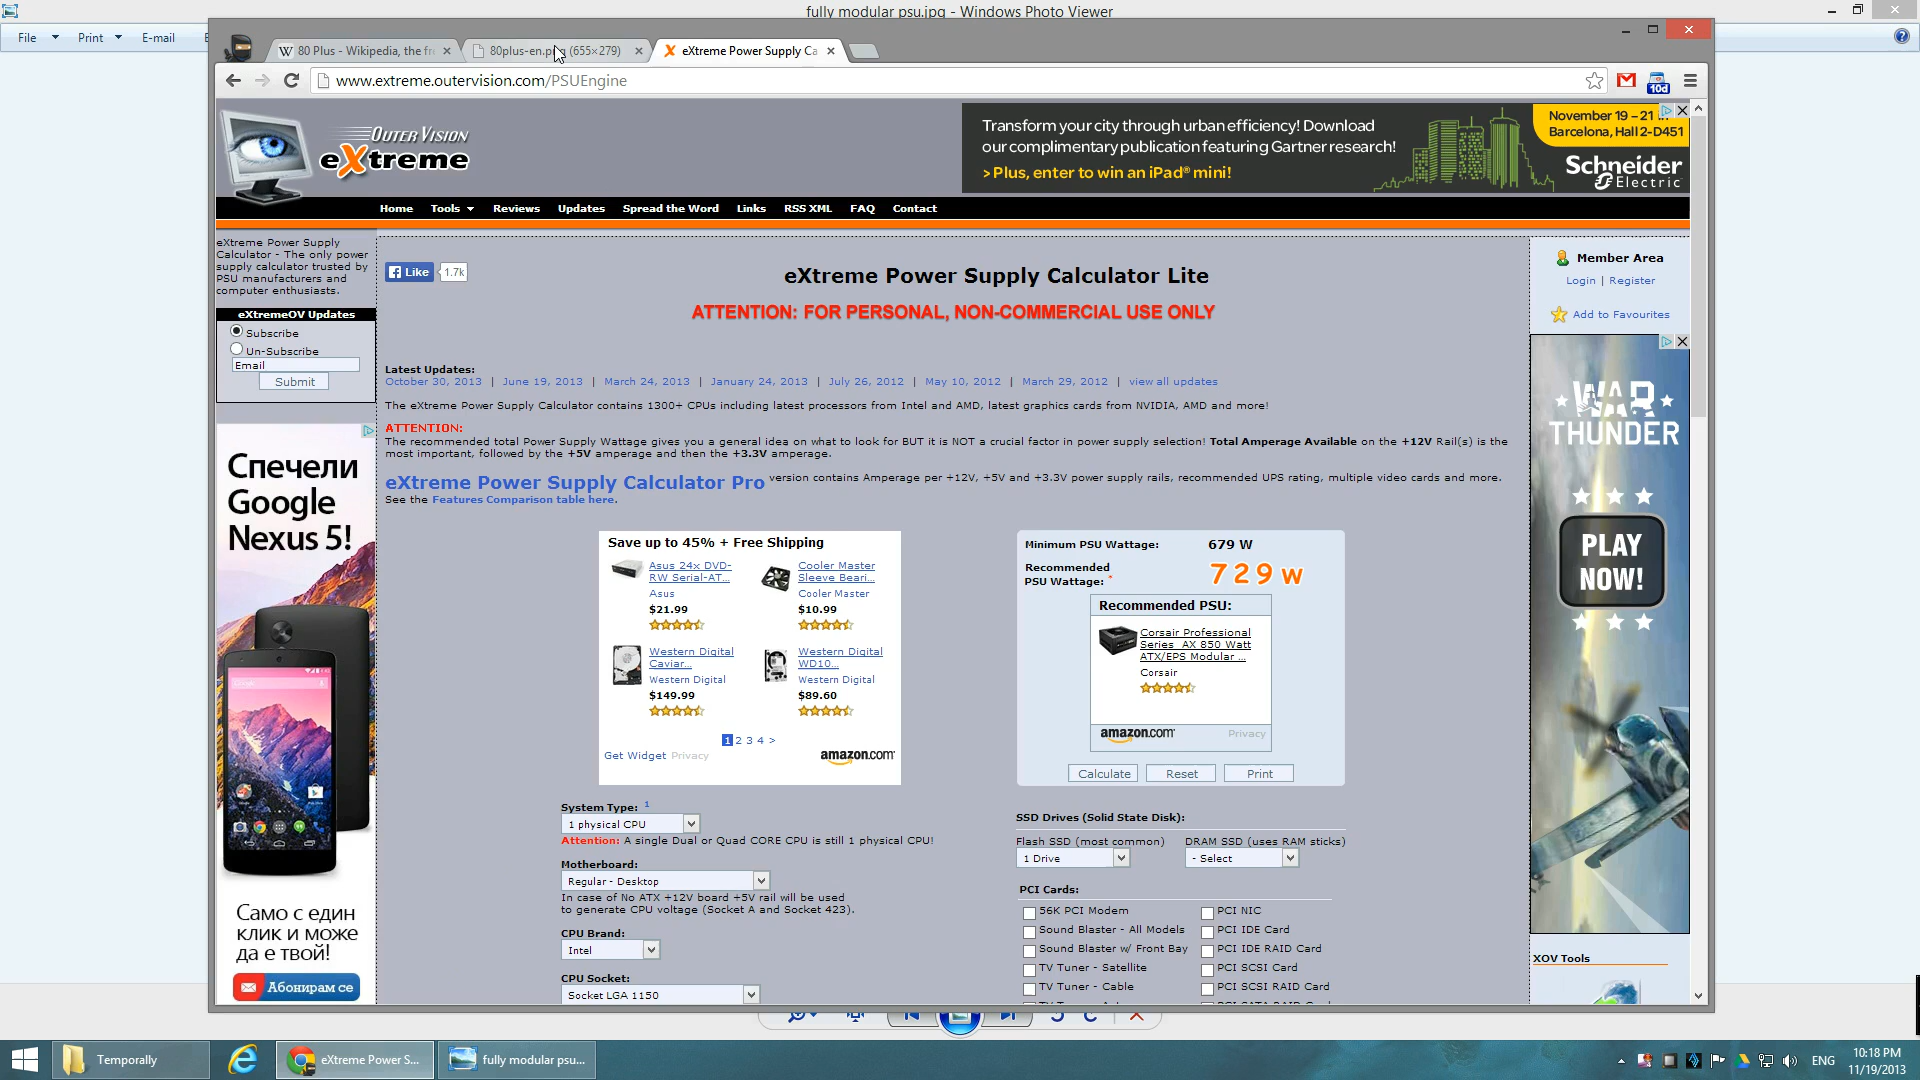 fully modular psu.jpg - Windows Photo Viewer
File
Print
E-mail
80 Plus - Wikipedia, the fr
80plus-en.png (655×279)
eXtreme Power Supply Ca
www.extreme.outervision.com/PSUEngine
10d
OUTER VISION
eXtreme
Transform your city through urban efficiency! Download
our complimentary publication featuring Gartner research!
> Plus, enter to win an iPad® mini!
November 19 – 21 in
Barcelona, Hall 2-D451
Schneider
Electric
Home
Tools
Reviews
Updates
Spread the Word
Links
RSS XML
FAQ
Contact
eXtreme Power Supply
Calculator - The only power
supply calculator trusted by
PSU manufacturers and
computer enthusiasts.
eXtremeOV Updates
Subscribe
Un-Subscribe
Email
Submit
Спечели
Google
Nexus 5!
Само с един
клик и може
да е твой!
Абонирам се
Like
1.7k
eXtreme Power Supply Calculator Lite
ATTENTION: FOR PERSONAL, NON-COMMERCIAL USE ONLY
Latest Updates:
October 30, 2013 | June 19, 2013 | March 24, 2013 | January 24, 2013 | July 26, 2012 | May 10, 2012 | March 29, 2012 | view all updates
The eXtreme Power Supply Calculator contains 1300+ CPUs including latest processors from Intel and AMD, latest graphics cards from NVIDIA, AMD and more!
ATTENTION:
The recommended total Power Supply Wattage gives you a general idea on what to look for BUT it is NOT a crucial factor in power supply selection! Total Amperage Available on the +12V Rail(s) is the
most important, followed by the +5V amperage and then the +3.3V amperage.
eXtreme Power Supply Calculator Pro version contains Amperage per +12V, +5V and +3.3V power supply rails, recommended UPS rating, multiple video cards and more.
See the Features Comparison table here.
Save up to 45% + Free Shipping
Asus 24x DVD-
RW Serial-AT...
Asus
$21.99
Cooler Master
Sleeve Beari...
Cooler Master
$10.99
Western Digital
Caviar...
Western Digital
$149.99
Western Digital
WD10...
Western Digital
$89.60
1 2 3 4 >
Get Widget Privacy
amazon.com
Minimum PSU Wattage: 679 W
Recommended
PSU Wattage: * 729 W
Recommended PSU:
Corsair Professional
Series AX 850 Watt
ATX/EPS Modular ...
Corsair
amazon.com
Privacy
Calculate
Reset
Print
System Type: 1
1 physical CPU
Attention: A single Dual or Quad CORE CPU is still 1 physical CPU!
Motherboard:
Regular - Desktop
In case of No ATX +12V board +5V rail will be used
to generate CPU voltage (Socket A and Socket 423).
CPU Brand:
Intel
CPU Socket:
Socket LGA 1150
SSD Drives (Solid State Disk):
Flash SSD (most common)
DRAM SSD (uses RAM sticks)
1 Drive
- Select
PCI Cards:
56K PCI Modem
PCI NIC
Sound Blaster - All Models
PCI IDE Card
Sound Blaster w/ Front Bay
PCI IDE RAID Card
TV Tuner - Satellite
PCI SCSI Card
TV Tuner - Cable
PCI SCSI RAID Card
PCI SATA RAID Card
Member Area
Login | Register
Add to Favourites
WAR
THUNDER
PLAY
NOW!
XOV Tools
Temporally
eXtreme Power S...
fully modular psu...
ENG
10:18 PM
11/19/2013